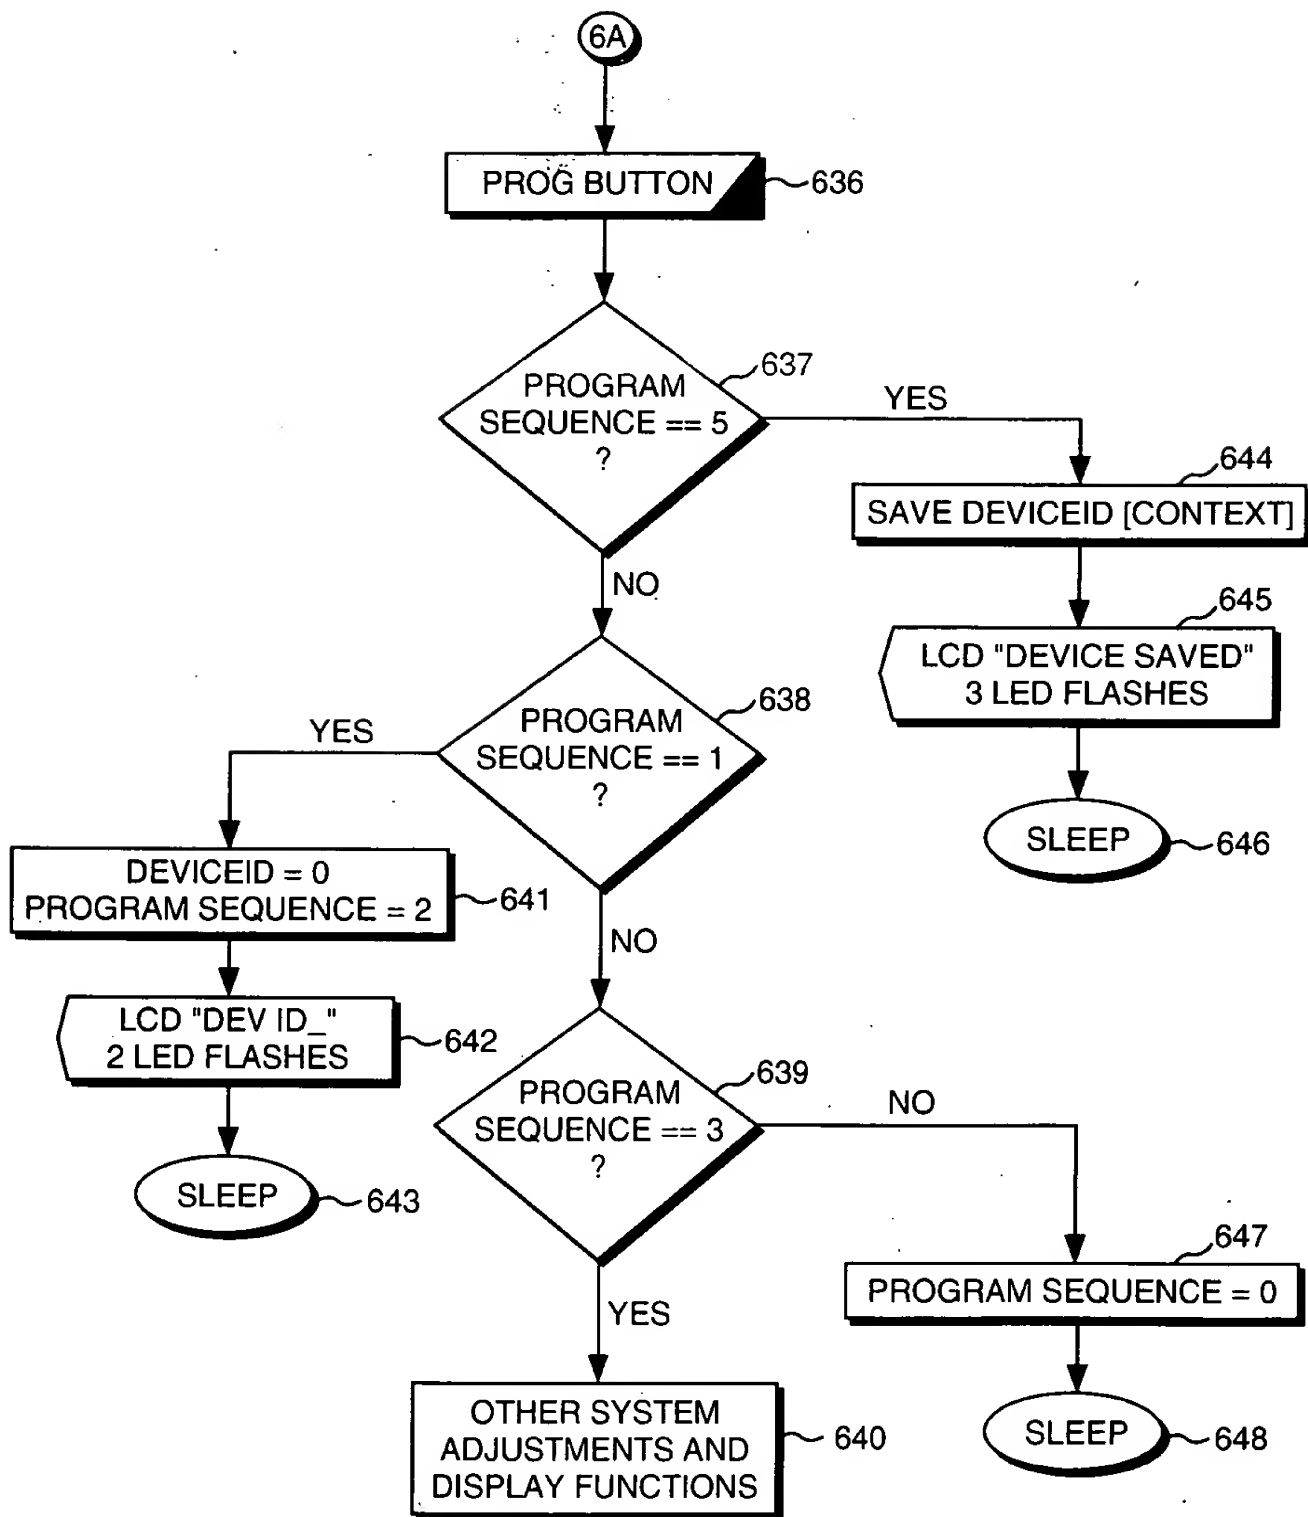 6A
PROG BUTTON
636
PROGRAM
SEQUENCE == 5
?
637
YES
644
SAVE DEVICEID [CONTEXT]
645
LCD "DEVICE SAVED"
3 LED FLASHES
SLEEP
646
NO
PROGRAM
SEQUENCE == 1
?
638
YES
DEVICEID = 0
PROGRAM SEQUENCE = 2
641
LCD "DEV ID_"
2 LED FLASHES
642
SLEEP
643
NO
PROGRAM
SEQUENCE == 3
?
639
NO
647
PROGRAM SEQUENCE = 0
SLEEP
648
YES
OTHER SYSTEM
ADJUSTMENTS AND
DISPLAY FUNCTIONS
640